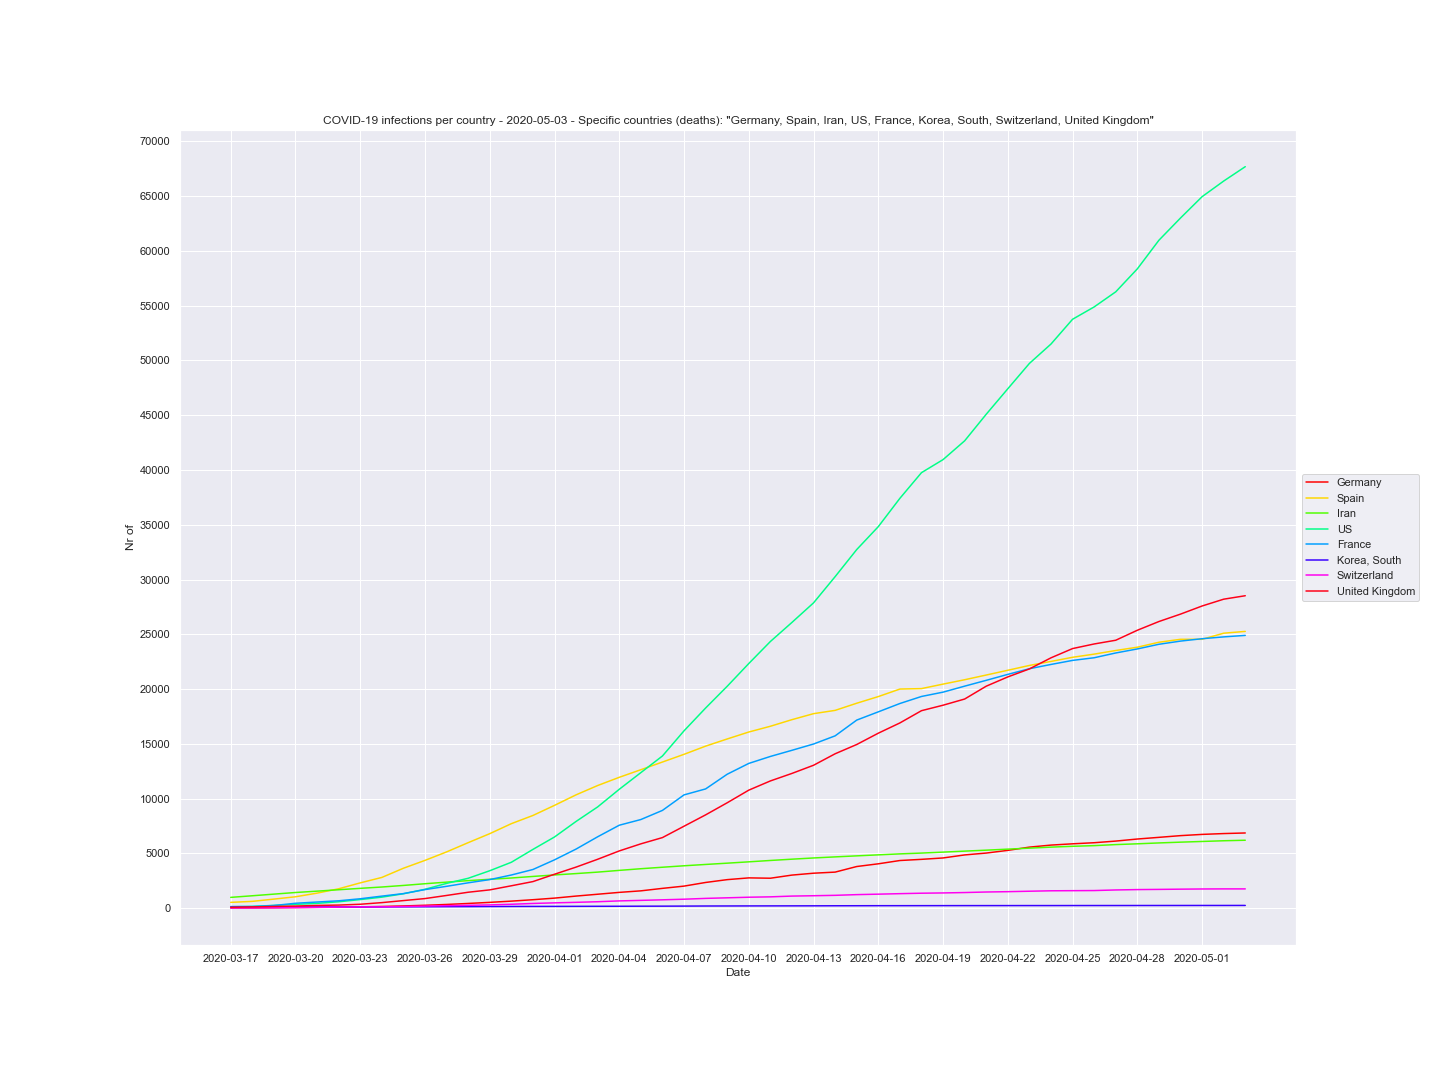 COVID-19 infections per country - 2020-05-03 - Specific countries (deaths): "Germany, Spain, Iran, US, France, Korea, South, Switzerland, United Kingdom"
70000
65000
60000
55000
50000
45000
40000
35000
30000
25000
20000
15000
10000
5000
0
Nr of
2020-03-17 2020-03-20 2020-03-23 2020-03-26 2020-03-29 2020-04-01 2020-04-04 2020-04-07 2020-04-10 2020-04-13 2020-04-16 2020-04-19 2020-04-22 2020-04-25 2020-04-28 2020-05-01
Date
Germany
Spain
Iran
US
France
Korea, South
Switzerland
United Kingdom